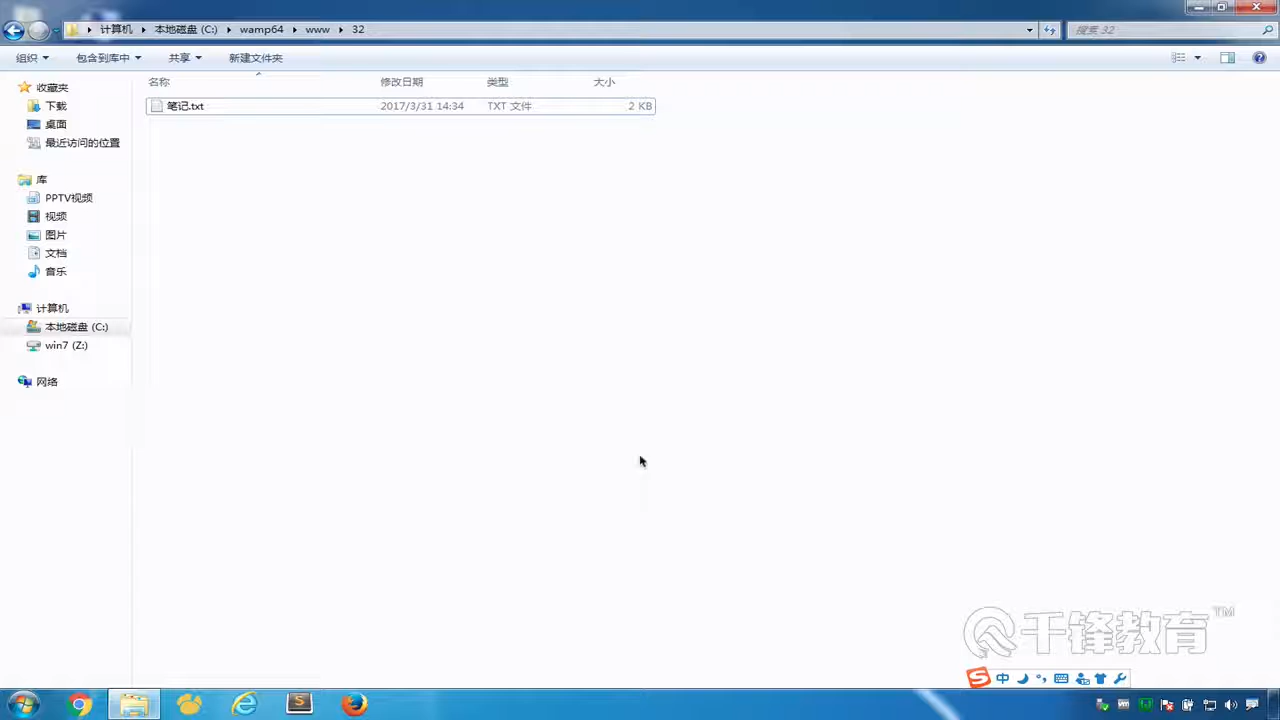 计算机 本地磁盘 (C:) wamp64 www 32 搜索 32
组织 包含到库中 共享 新建文件夹
名称 修改日期 类型 大小
笔记.txt 2017/3/31 14:34 TXT 文件 2 KB
收藏夹
下载
桌面
最近访问的位置
库
PPTV视频
视频
图片
文档
音乐
计算机
本地磁盘 (C:)
win7 (Z:)
网络
千锋教育™
S 中